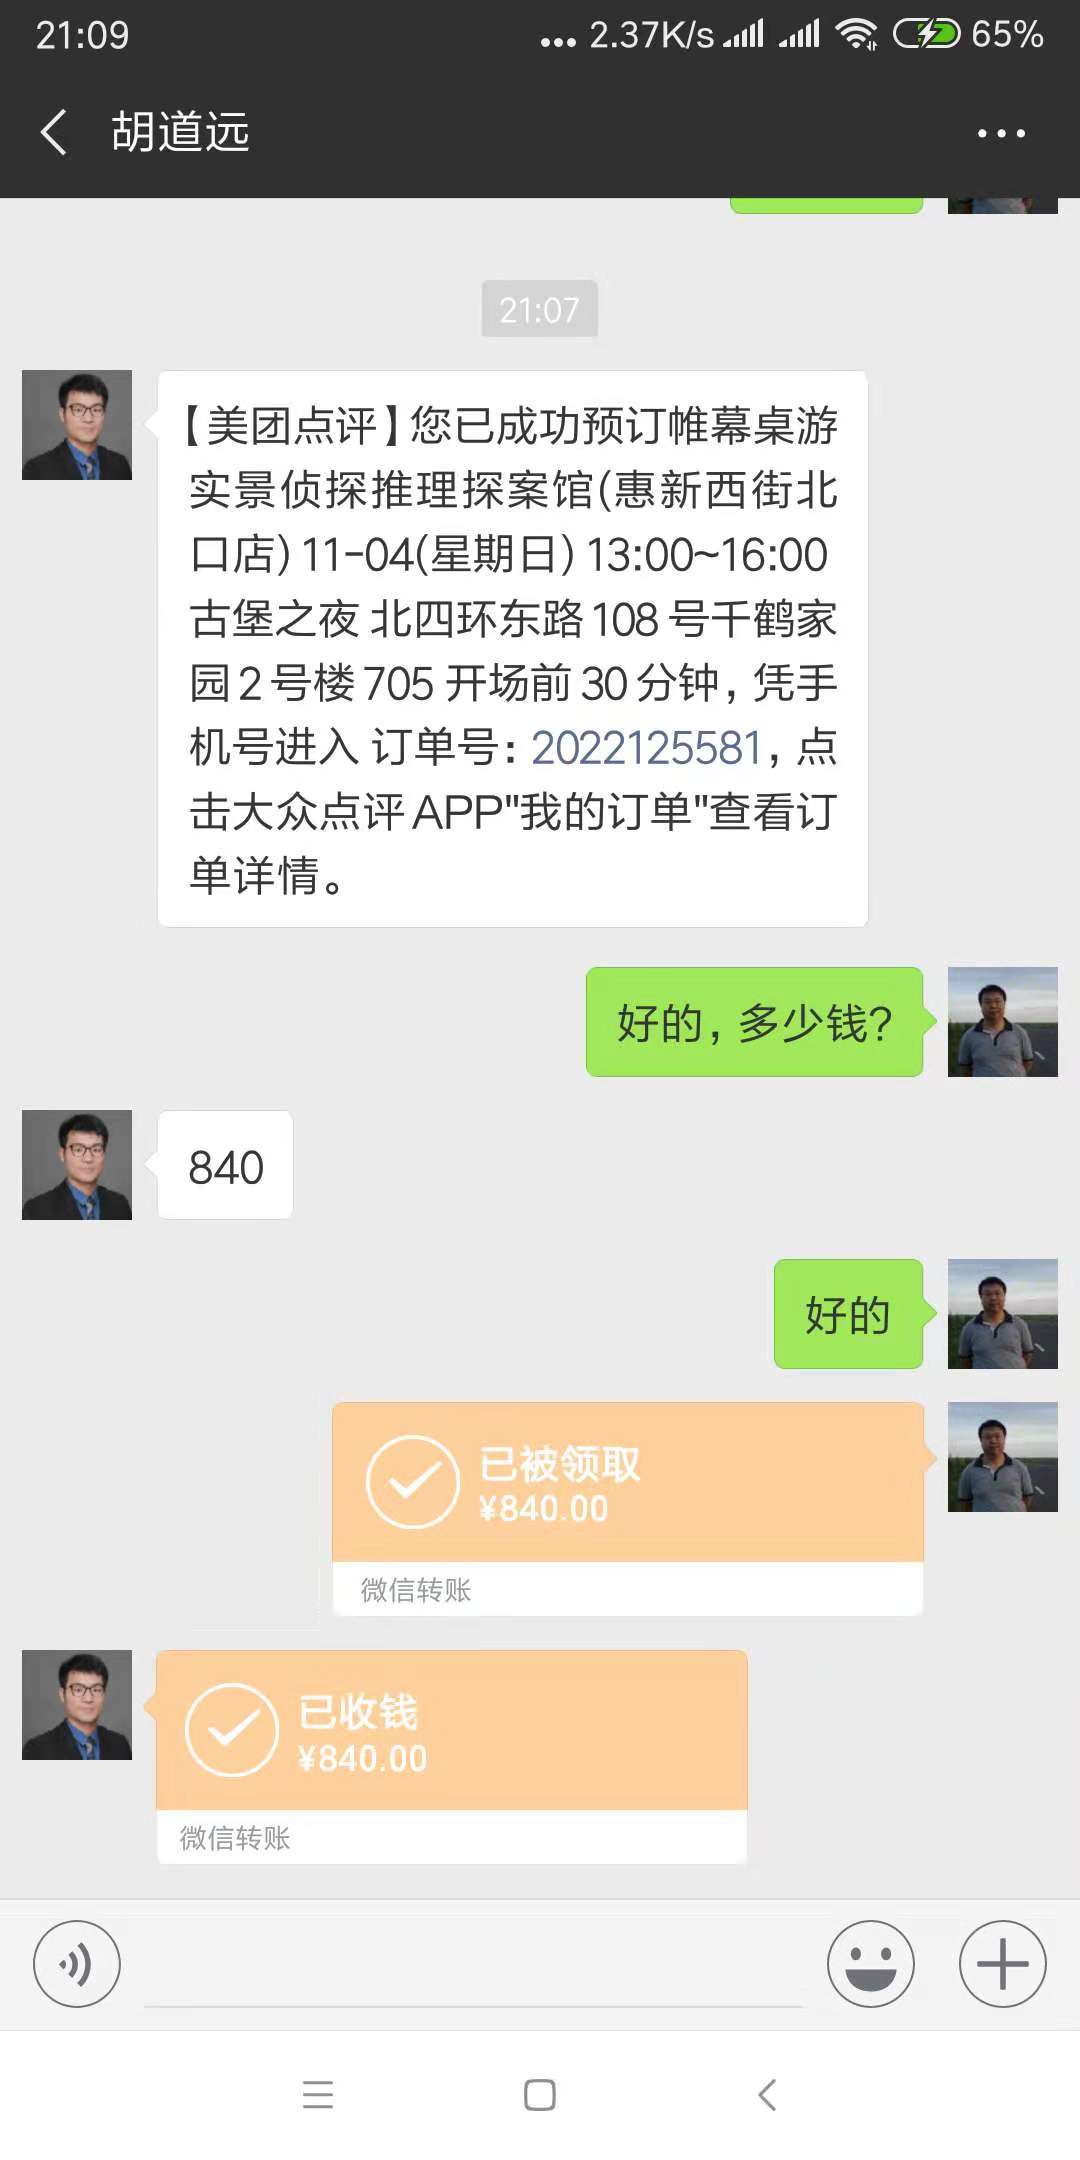 21:09
... 2.37K/s 65%
胡道远
21:07
【美团点评】您已成功预订帷幕桌游
实景侦探推理探案馆(惠新西街北
口店) 11-04(星期日) 13:00~16:00
古堡之夜 北四环东路108号千鹤家
园2号楼705 开场前30分钟，凭手
机号进入 订单号：2022125581，点
击大众点评APP"我的订单"查看订
单详情。
好的，多少钱？
840
好的
已被领取
¥840.00
微信转账
已收钱
¥840.00
微信转账